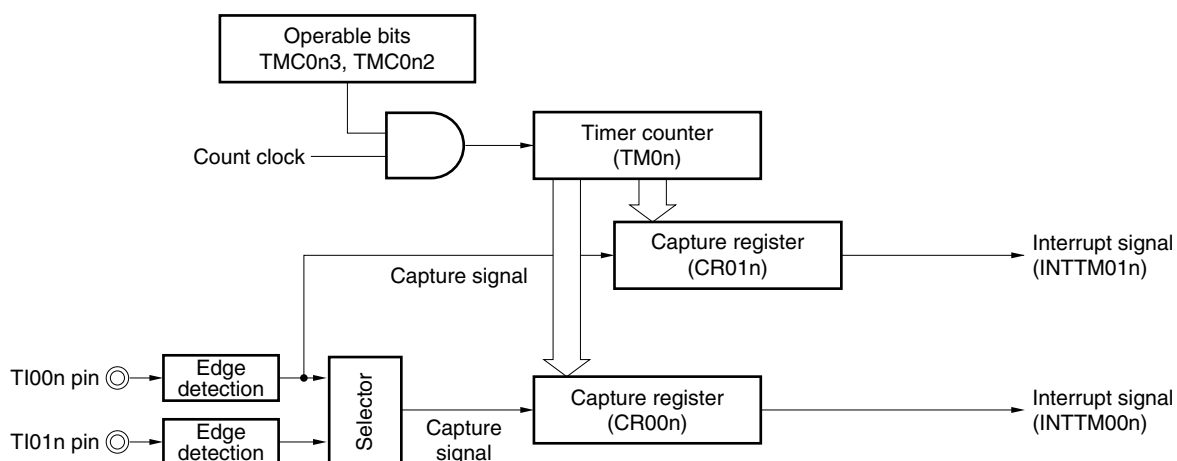 Operable bits
TMC0n3, TMC0n2
Count clock
Timer counter
(TM0n)
Capture register
(CR01n)
Interrupt signal
(INTTM01n)
Capture signal
TI00n pin
Edge
detection
Selector
Capture register
(CR00n)
Interrupt signal
(INTTM00n)
TI01n pin
Edge
detection
Capture
signal